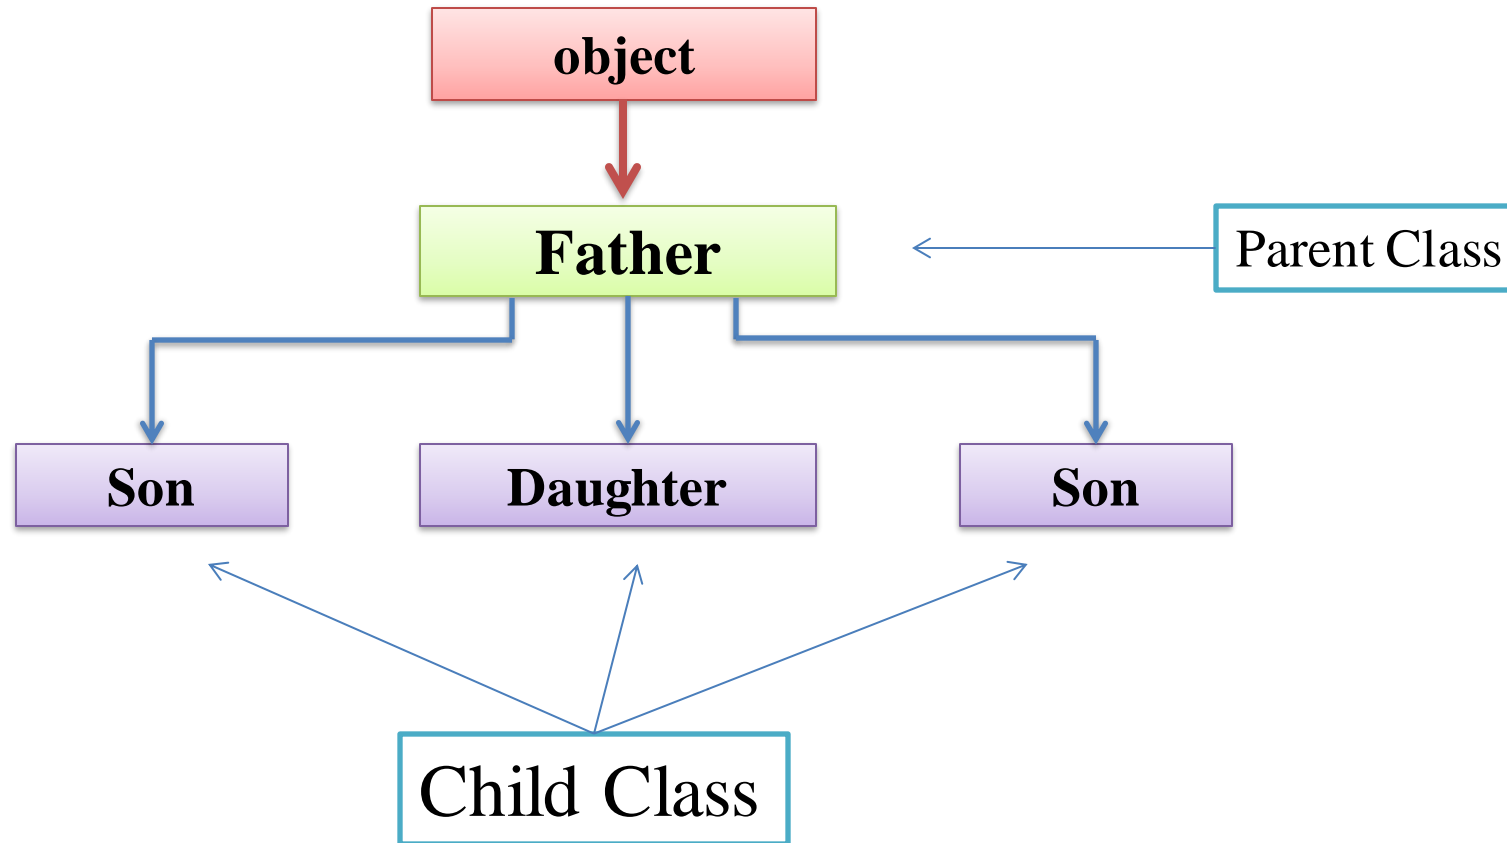 object
Father
Parent Class
Son
Daughter
Son
Child Class